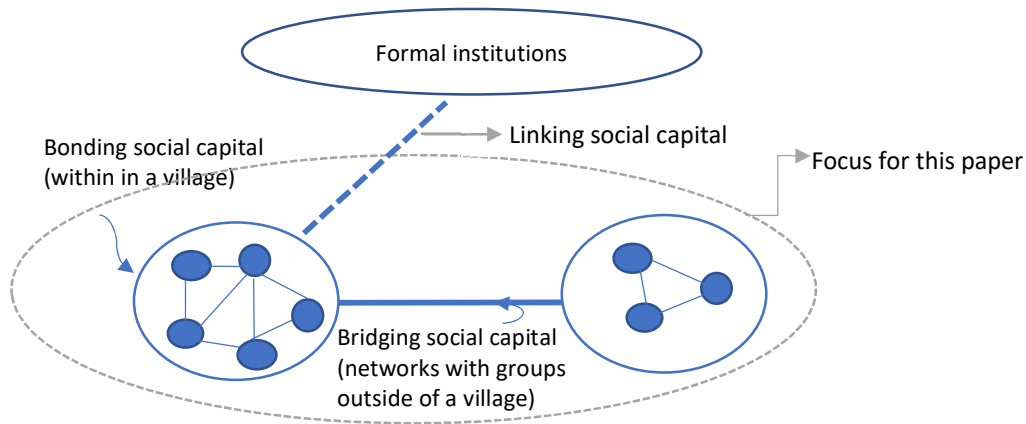 Formal institutions
Linking social capital
Bonding social capital
(within in a village)
Focus for this paper
Bridging social capital
(networks with groups
outside of a village)